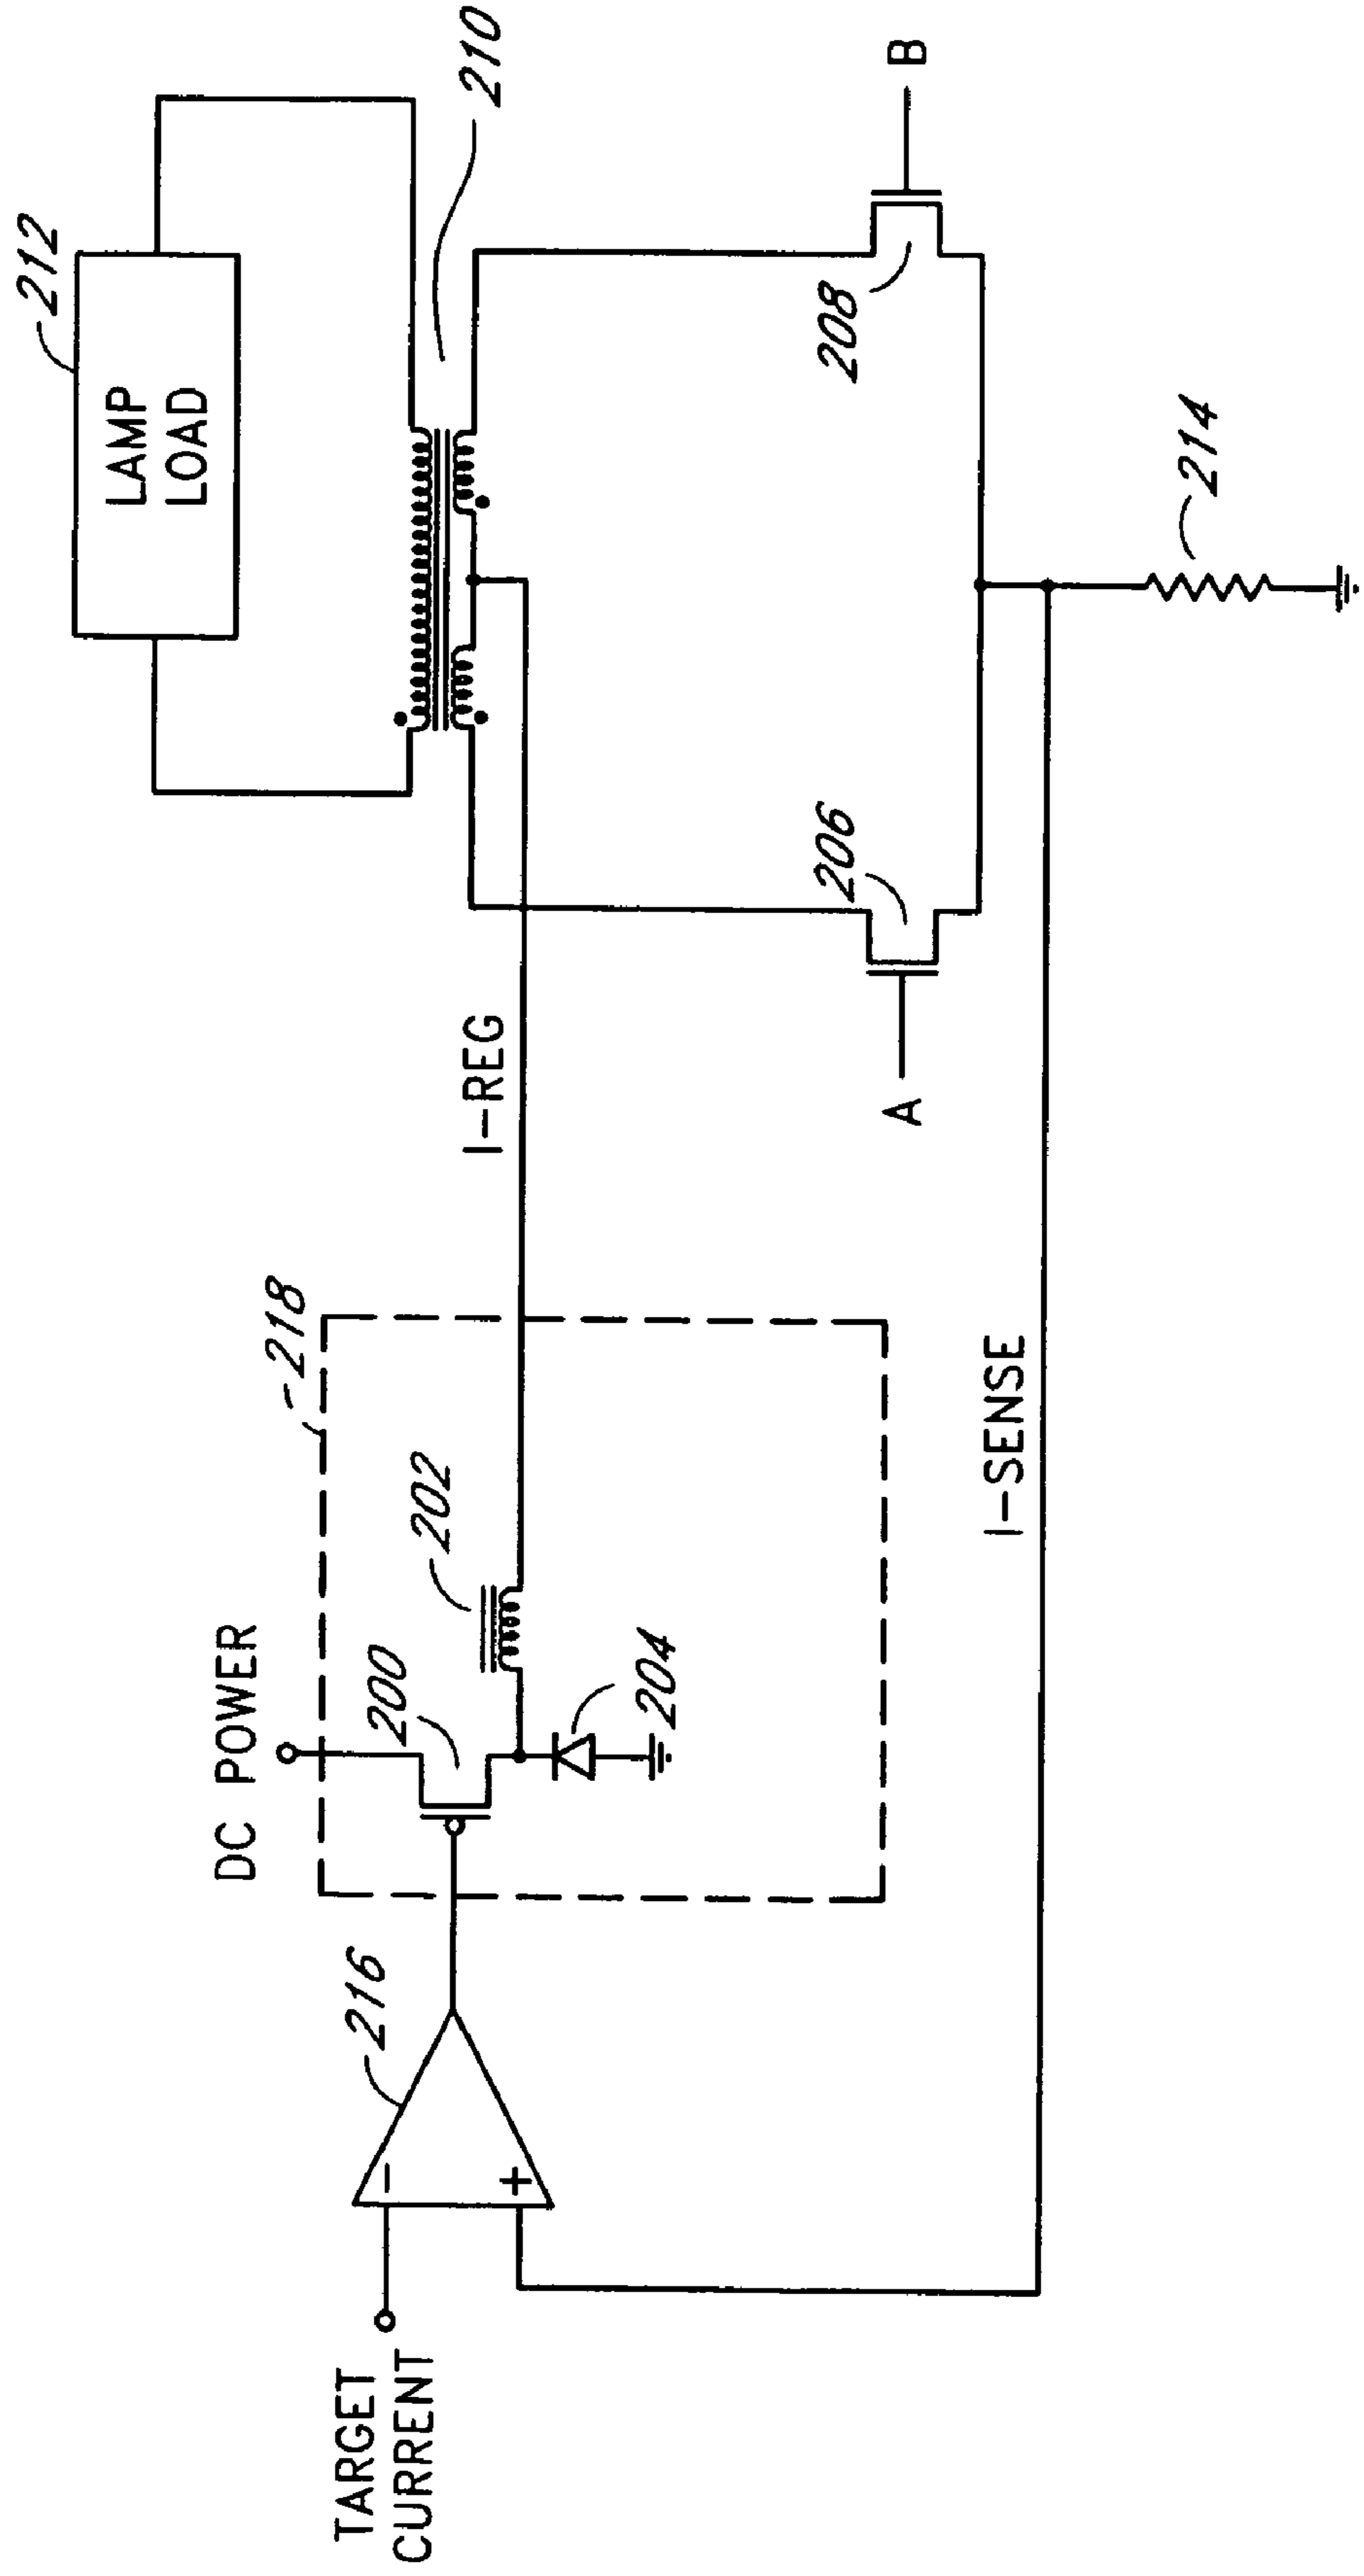 TARGET
CURRENT
216
−
+
DC POWER
218
200
202
204
I-REG
I-SENSE
A
206
LAMP
LOAD
212
210
208
B
214